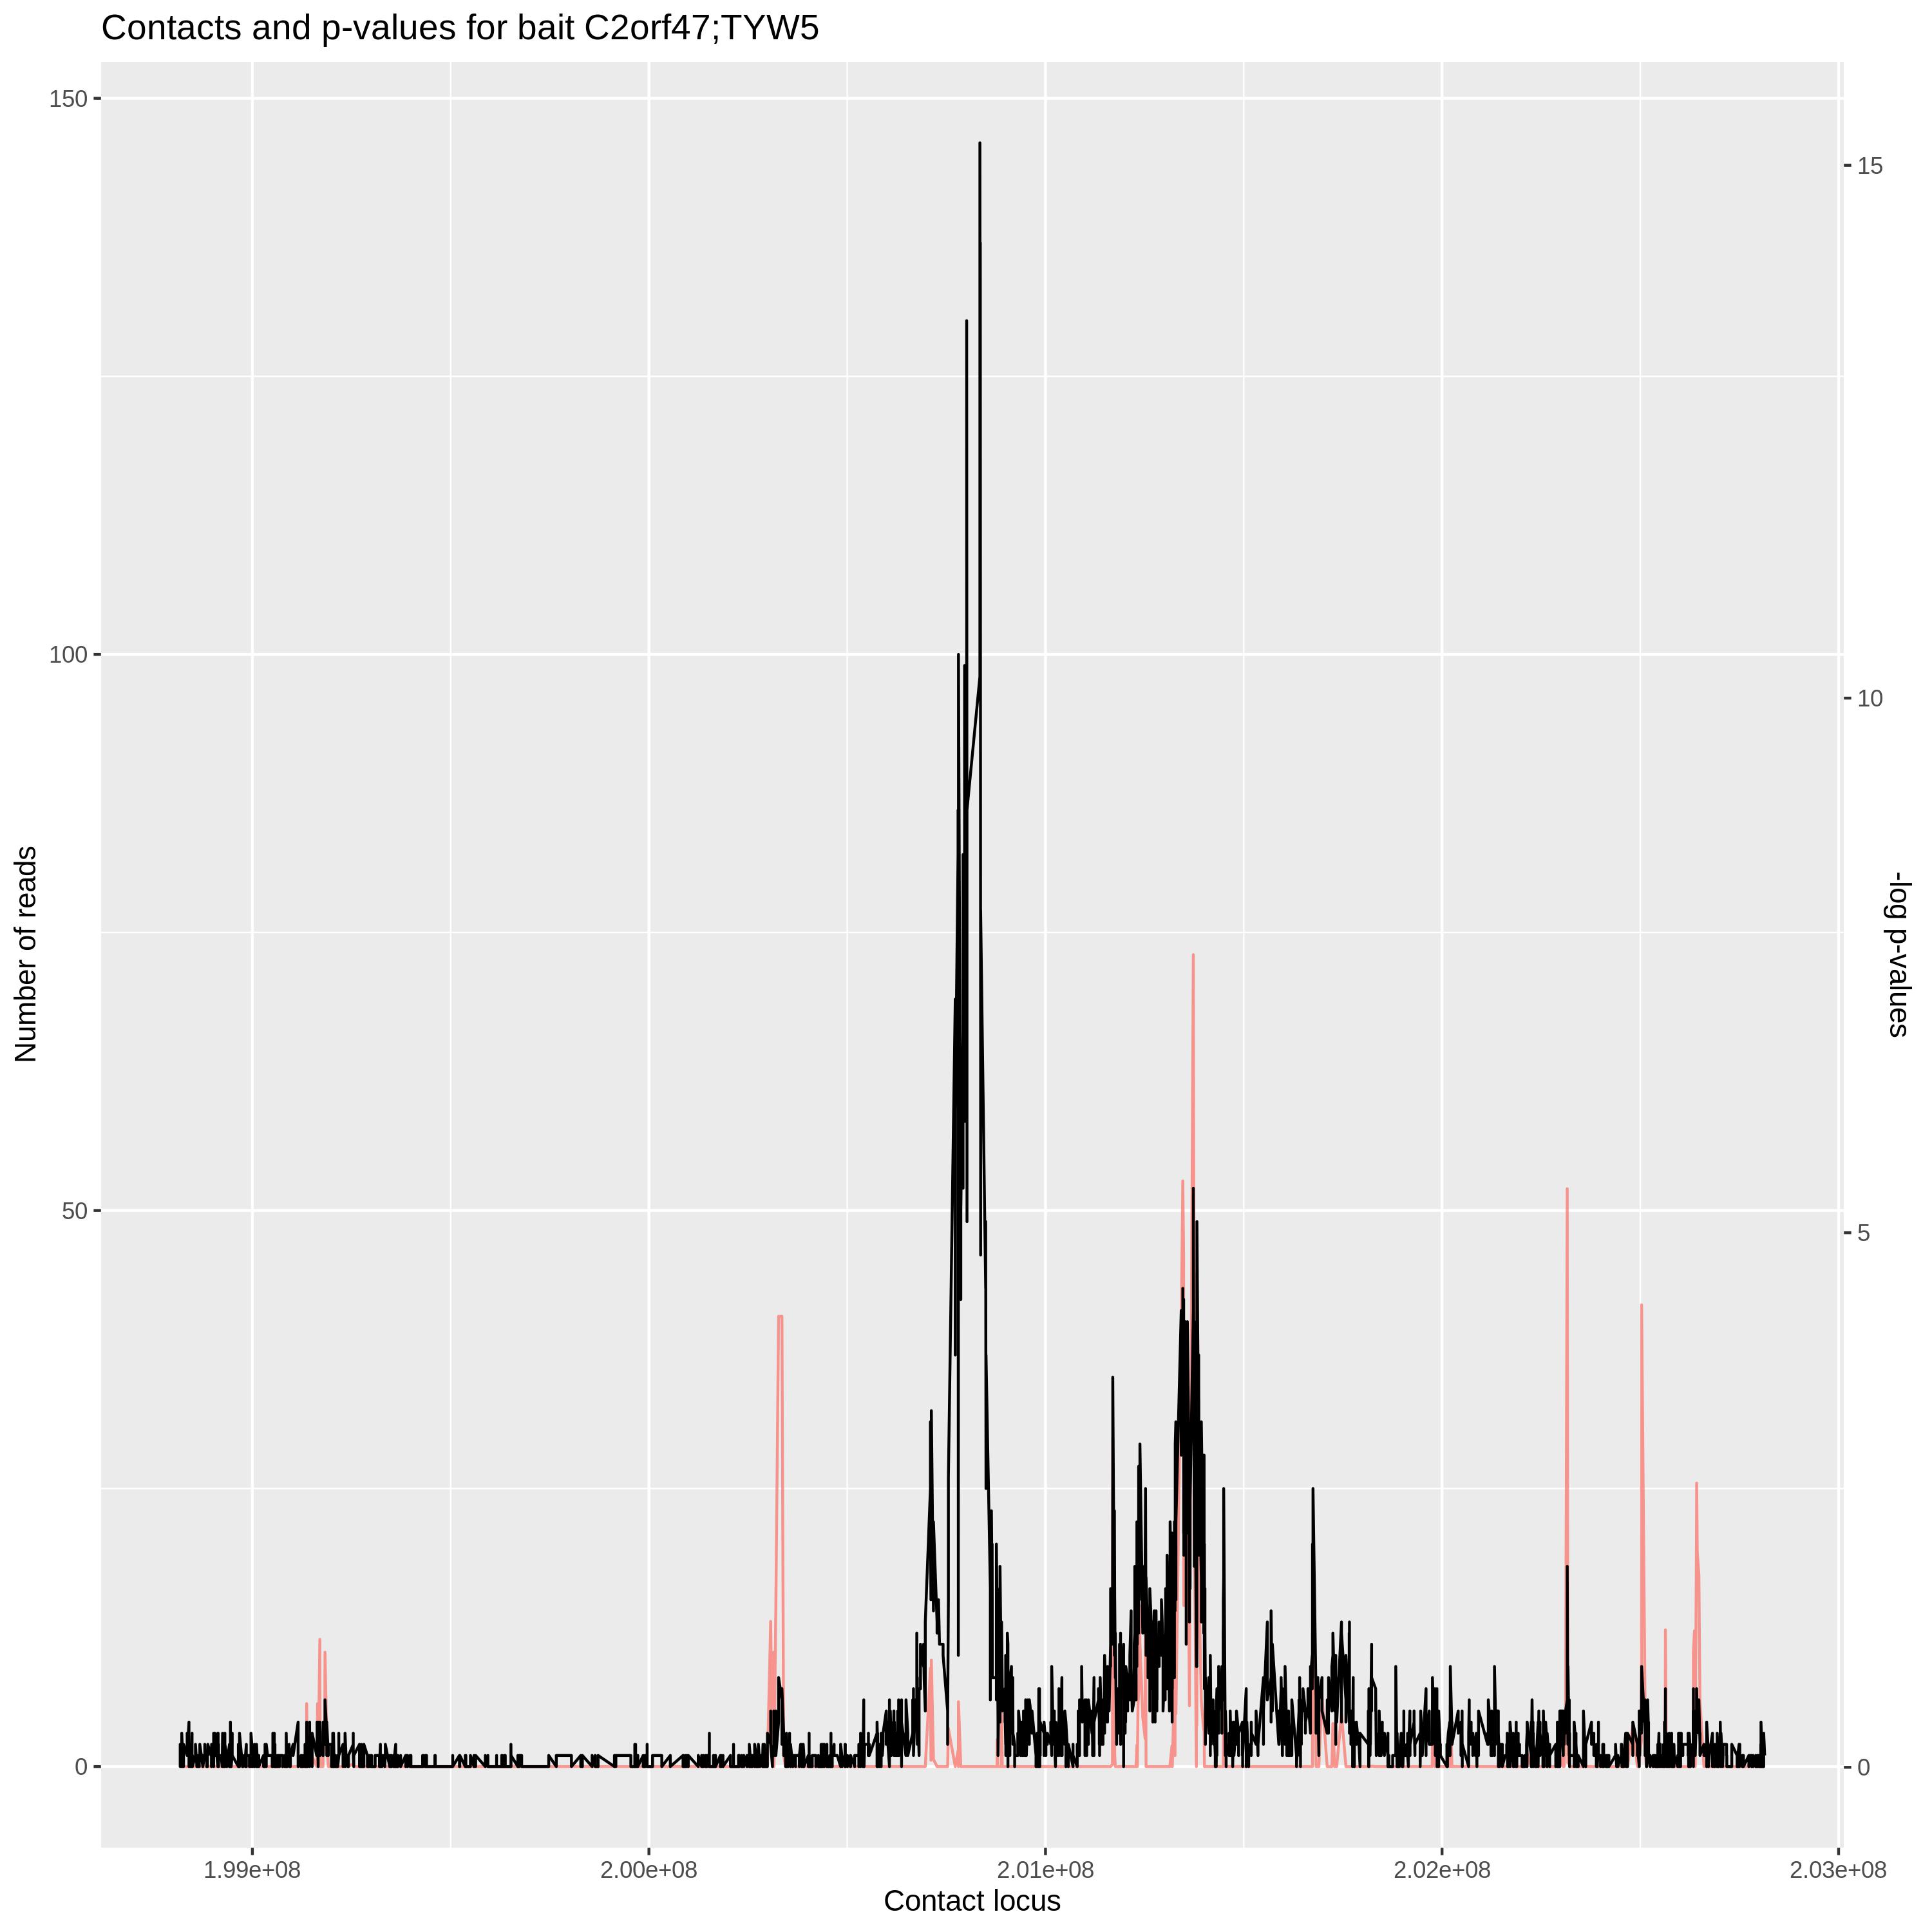 Contacts and p-values for bait C2orf47;TYW5
150
100
50
0
Number of reads
15
10
5
0
-log p-values
1.99e+08
2.00e+08
2.01e+08
2.02e+08
2.03e+08
Contact locus